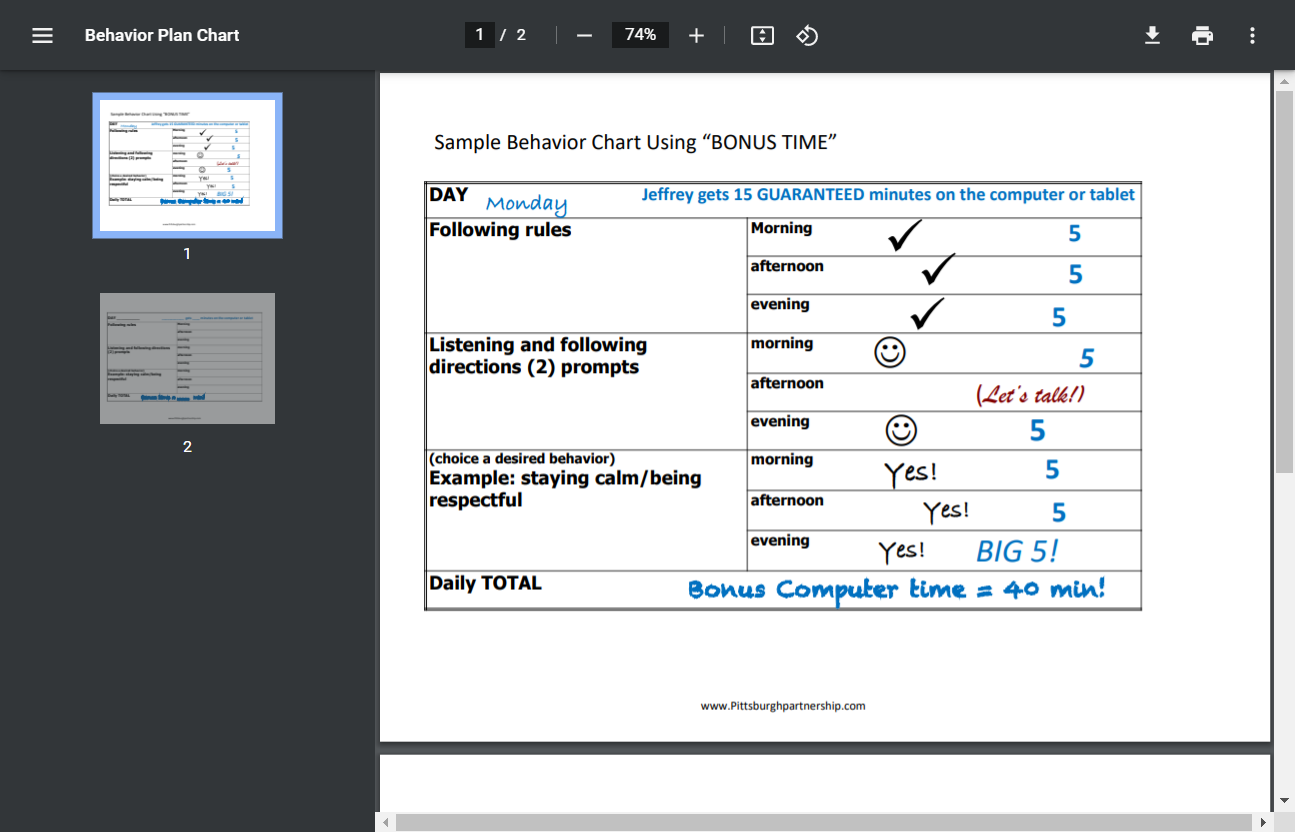 Behavior Plan Chart
1 / 2
74%
Sample Behavior Chart Using “BONUS TIME”
DAY Monday Jeffrey gets 15 GUARANTEED minutes on the computer or tablet
Following rules
Morning 5
afternoon 5
evening 5
Listening and following
directions (2) prompts
morning 5
afternoon (Let's talk!)
evening 5
(choice a desired behavior)
Example: staying calm/being
respectful
morning Yes! 5
afternoon Yes! 5
evening Yes! BIG 5!
Daily TOTAL Bonus Computer time = 40 min!
www.Pittsburghpartnership.com
1
2